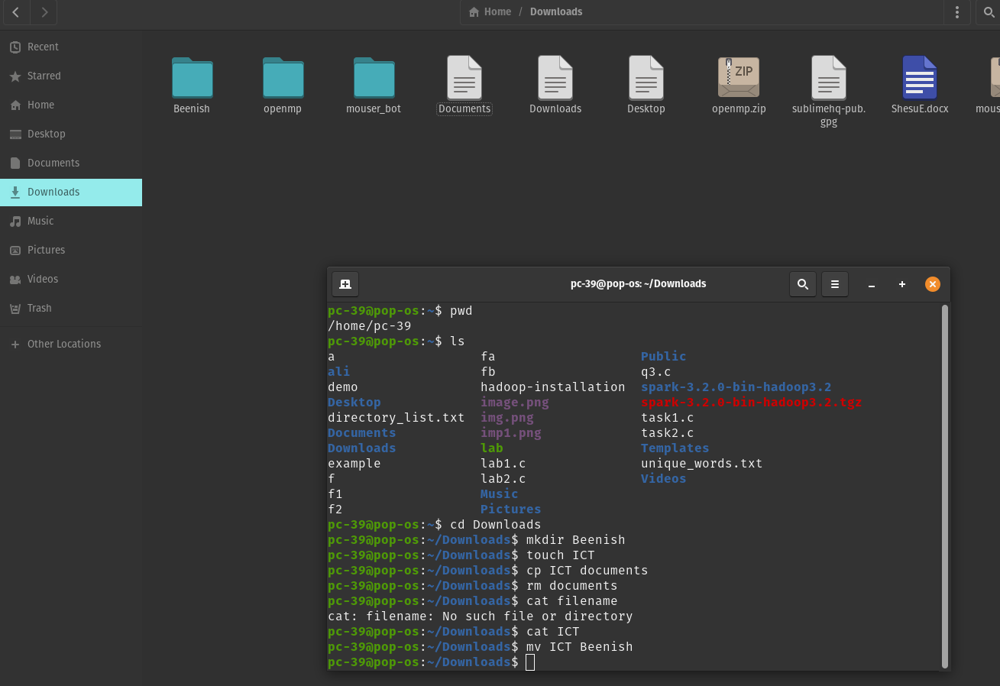 Home / Downloads
Recent
Starred
Home
Desktop
Documents
Downloads
Music
Pictures
Videos
Trash
Other Locations
Beenish
openmp
mouser_bot
Documents
Downloads
Desktop
ZIP
openmp.zip
sublimehq-pub.
gpg
ShesuE.docx
mous
pc-39@pop-os: ~/Downloads
pc-39@pop-os:~$ pwd
/home/pc-39
pc-39@pop-os:~$ ls
a fa Public
ali fb q3.c
demo hadoop-installation spark-3.2.0-bin-hadoop3.2
Desktop image.png spark-3.2.0-bin-hadoop3.2.tgz
directory_list.txt img.png task1.c
Documents imp1.png task2.c
Downloads lab Templates
example lab1.c unique_words.txt
f lab2.c Videos
f1 Music
f2 Pictures
pc-39@pop-os:~$ cd Downloads
pc-39@pop-os:~/Downloads$ mkdir Beenish
pc-39@pop-os:~/Downloads$ touch ICT
pc-39@pop-os:~/Downloads$ cp ICT documents
pc-39@pop-os:~/Downloads$ rm documents
pc-39@pop-os:~/Downloads$ cat filename
cat: filename: No such file or directory
pc-39@pop-os:~/Downloads$ cat ICT
pc-39@pop-os:~/Downloads$ mv ICT Beenish
pc-39@pop-os:~/Downloads$